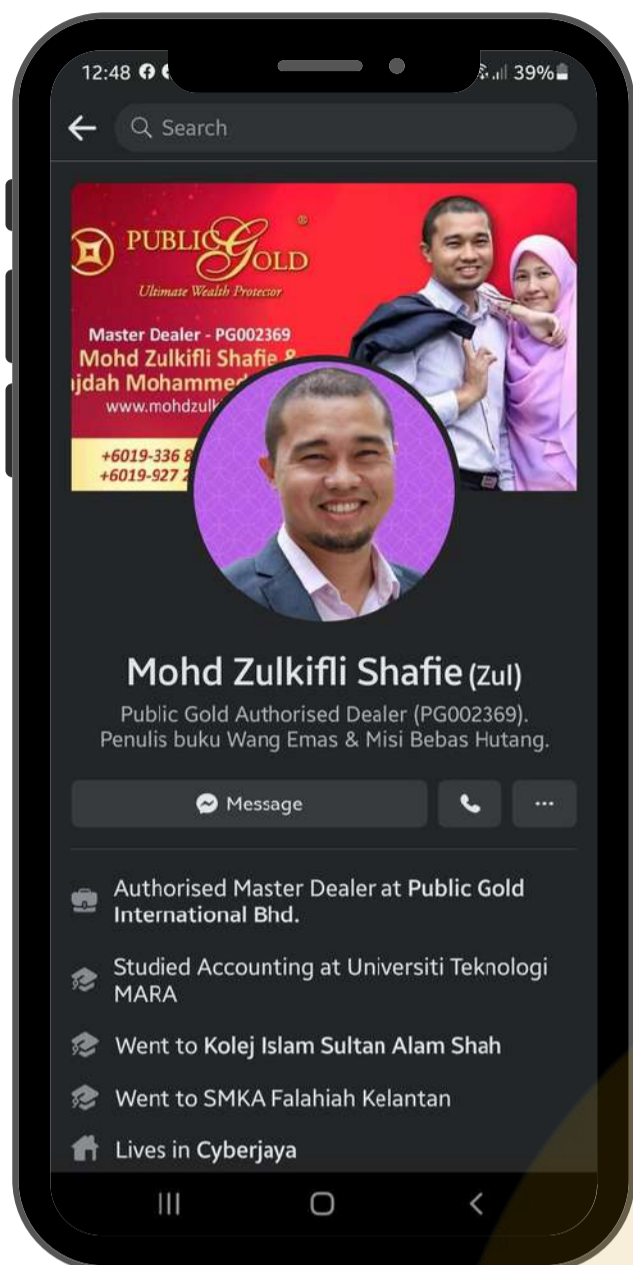 12:48
39%
Search
PUBLIC GOLD ®
Ultimate Wealth Protector
Master Dealer - PG002369
Mohd Zulkifli Shafie &
Mohammed
www.mohdzulk
+6019-336 8
+6019-927 2
Mohd Zulkifli Shafie (Zul)
Public Gold Authorised Dealer (PG002369).
Penulis buku Wang Emas & Misi Bebas Hutang.
Message
Authorised Master Dealer at Public Gold
International Bhd.
Studied Accounting at Universiti Teknologi
MARA
Went to Kolej Islam Sultan Alam Shah
Went to SMKA Falahiah Kelantan
Lives in Cyberjaya